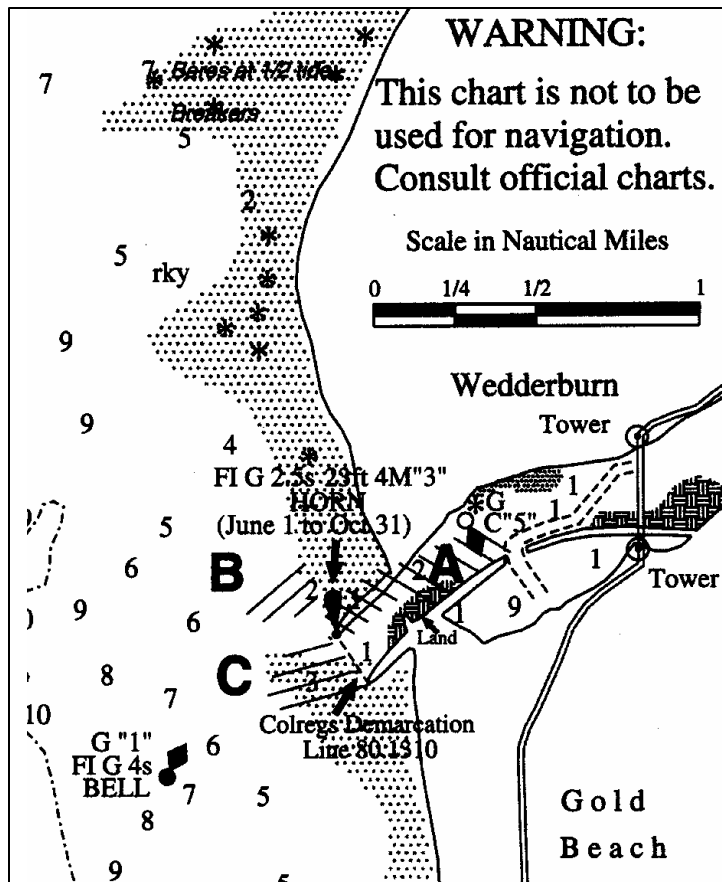 WARNING:
This chart is not to be
used for navigation.
Consult official charts.
Scale in Nautical Miles
0 1/4 1/2 1
7
7 Bares at 1/2 tide
Breakers
5
2
5
rky
9
9
4
Wedderburn
Tower
Fl G 2.5s 23ft 4M"3"
HORN
(June 1 to Oct 31)
G
C"5"
1
1
5
6
B
A
2
2
1
9
6
1
9
1
Tower
Land
1
8
C
3
7
10
6
Colregs Demarcation
Line 80.1310
G "1"
Fl G 4s
BELL
7
5
8
9
5
Gold
Beach